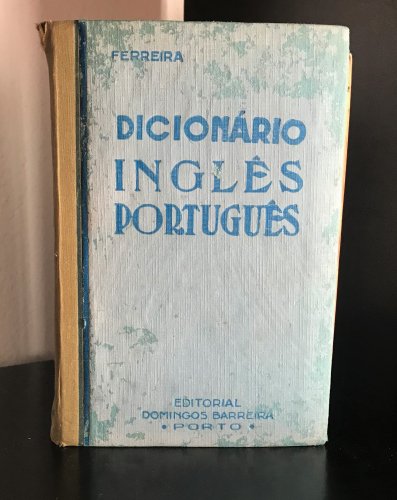 FERREIRA
DICIONÁRIO
INGLÊS
PORTUGUÊS
EDITORIAL
DOMINGOS BARREIRA
• PORTO •